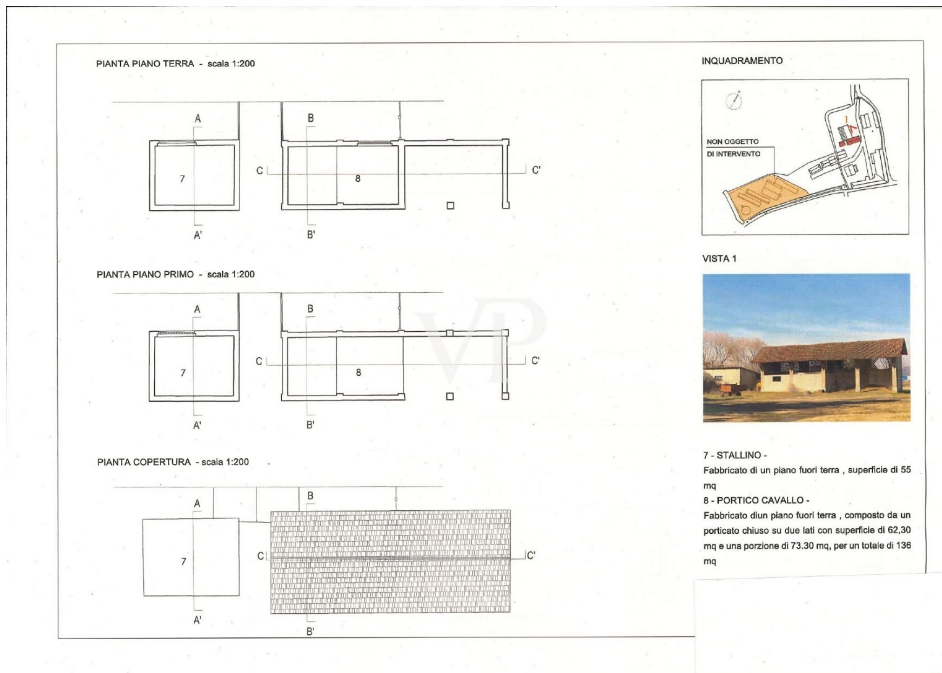 PIANTA PIANO TERRA - scala 1:200
A
B
7
8
C
C'
A'
B'
PIANTA PIANO PRIMO - scala 1:200
A
B
C
C'
7
8
A'
B'
PIANTA COPERTURA - scala 1:200
A
B
C
C'
7
A'
B'
VP
INQUADRAMENTO
NON OGGETTO
DI INTERVENTO
VISTA 1
7 - STALLINO -
Fabbricato di un piano fuori terra , superficie di 55
mq
8 - PORTICO CAVALLO -
Fabbricato diun piano fuori terra , composto da un
porticato chiuso su due lati con superficie di 62,30
mq e una porzione di 73.30 mq, per un totale di 136
mq